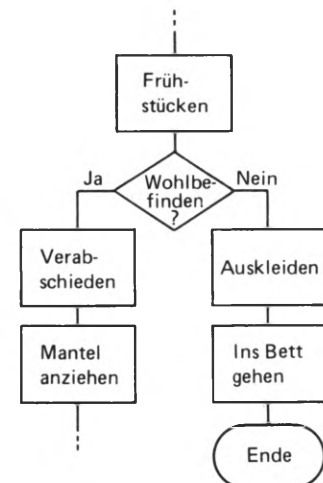 Früh-
stücken
Ja
Wohlbe-
finden
?
Nein
Verab-
schieden
Auskleiden
Mantel
anziehen
Ins Bett
gehen
Ende